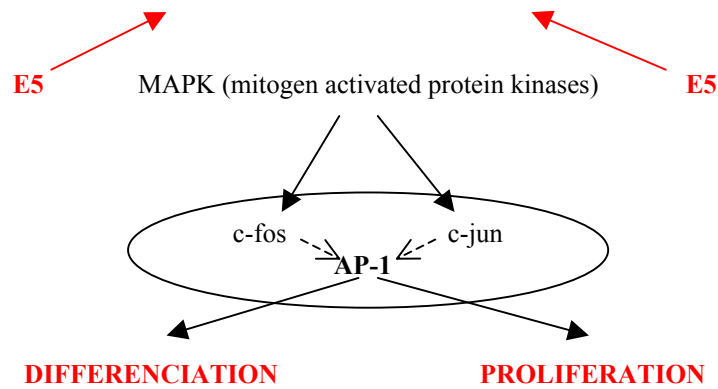 E5 MAPK (mitogen activated protein kinases) E5
c-fos c-jun
AP-1
DIFFERENCIATION PROLIFERATION